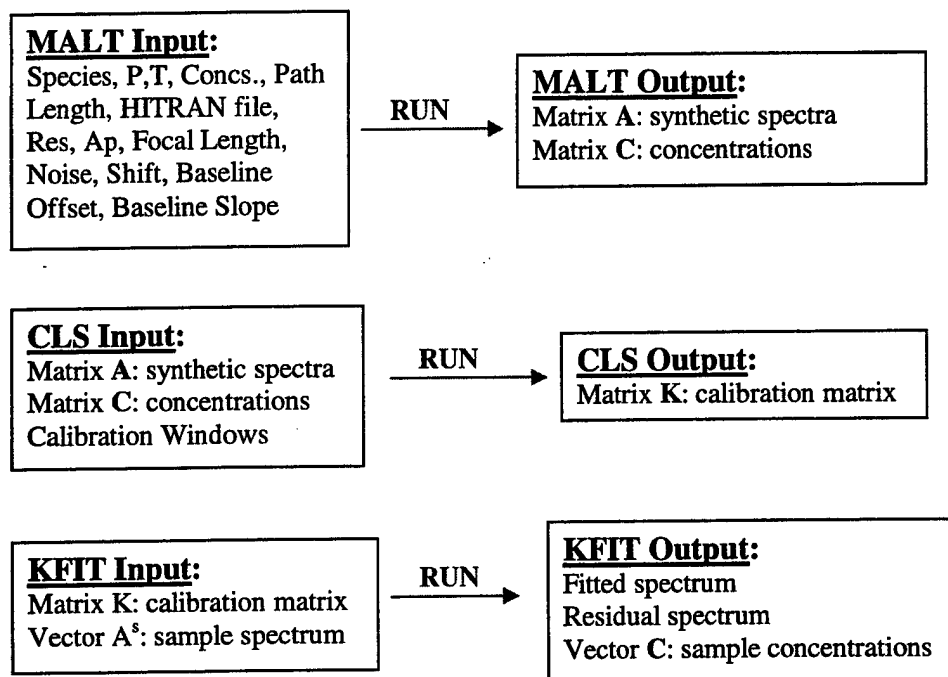 MALT Input:
Species, P,T, Concs., Path
Length, HITRAN file,
Res, Ap, Focal Length,
Noise, Shift, Baseline
Offset, Baseline Slope
RUN
MALT Output:
Matrix A: synthetic spectra
Matrix C: concentrations
CLS Input:
Matrix A: synthetic spectra
Matrix C: concentrations
Calibration Windows
RUN
CLS Output:
Matrix K: calibration matrix
KFIT Input:
Matrix K: calibration matrix
Vector Aˢ: sample spectrum
RUN
KFIT Output:
Fitted spectrum
Residual spectrum
Vector C: sample concentrations